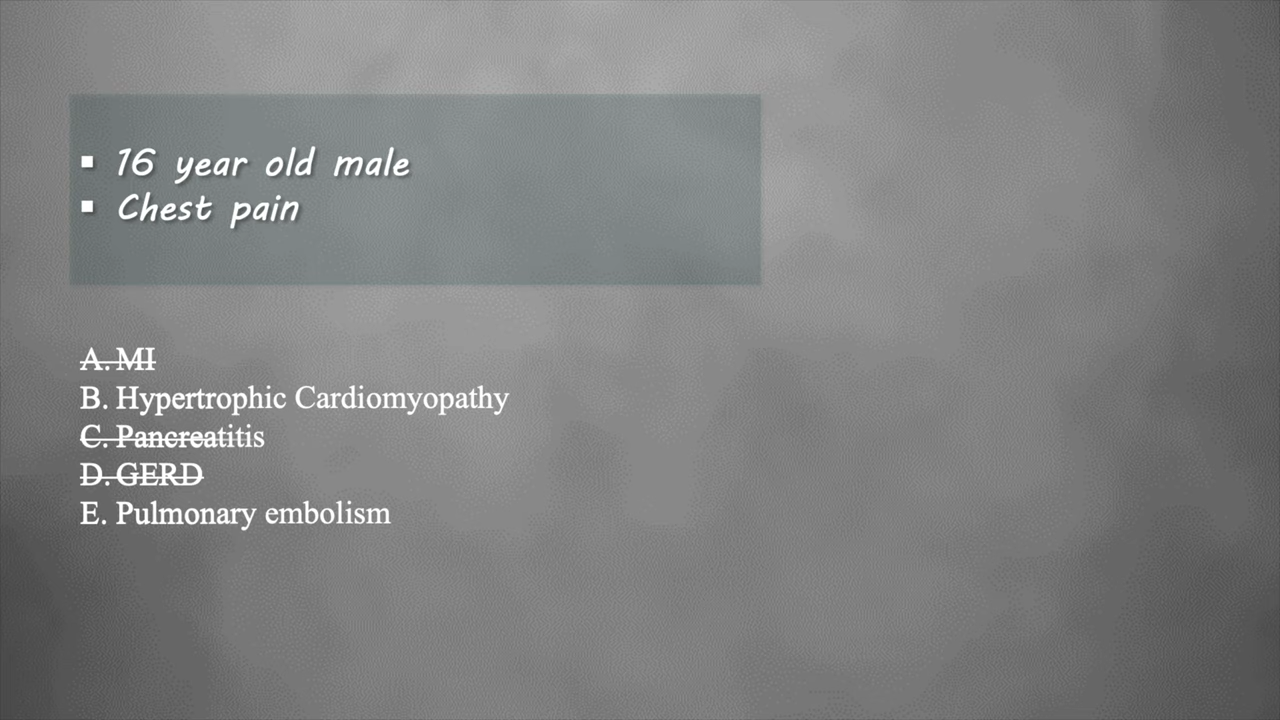 ▪ 16 year old male
▪ Chest pain
A. MI
B. Hypertrophic Cardiomyopathy
C. Pancreatitis
D. GERD
E. Pulmonary embolism